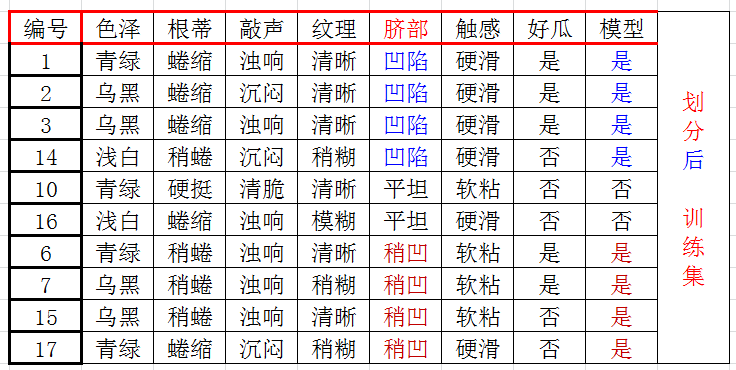 编号 色泽 根蒂 敲声 纹理 脐部 触感 好瓜 模型
1 青绿 蜷缩 浊响 清晰 凹陷 硬滑 是 是
2 乌黑 蜷缩 沉闷 清晰 凹陷 硬滑 是 是
3 乌黑 蜷缩 浊响 清晰 凹陷 硬滑 是 是
14 浅白 稍蜷 沉闷 稍糊 凹陷 硬滑 否 是
10 青绿 硬挺 清脆 清晰 平坦 软粘 否 否
16 浅白 蜷缩 浊响 模糊 平坦 硬滑 否 否
6 青绿 稍蜷 浊响 清晰 稍凹 软粘 是 是
7 乌黑 稍蜷 浊响 稍糊 稍凹 软粘 是 是
15 乌黑 稍蜷 浊响 清晰 稍凹 软粘 否 是
17 青绿 蜷缩 沉闷 稍糊 稍凹 硬滑 否 是
划分后 训练集